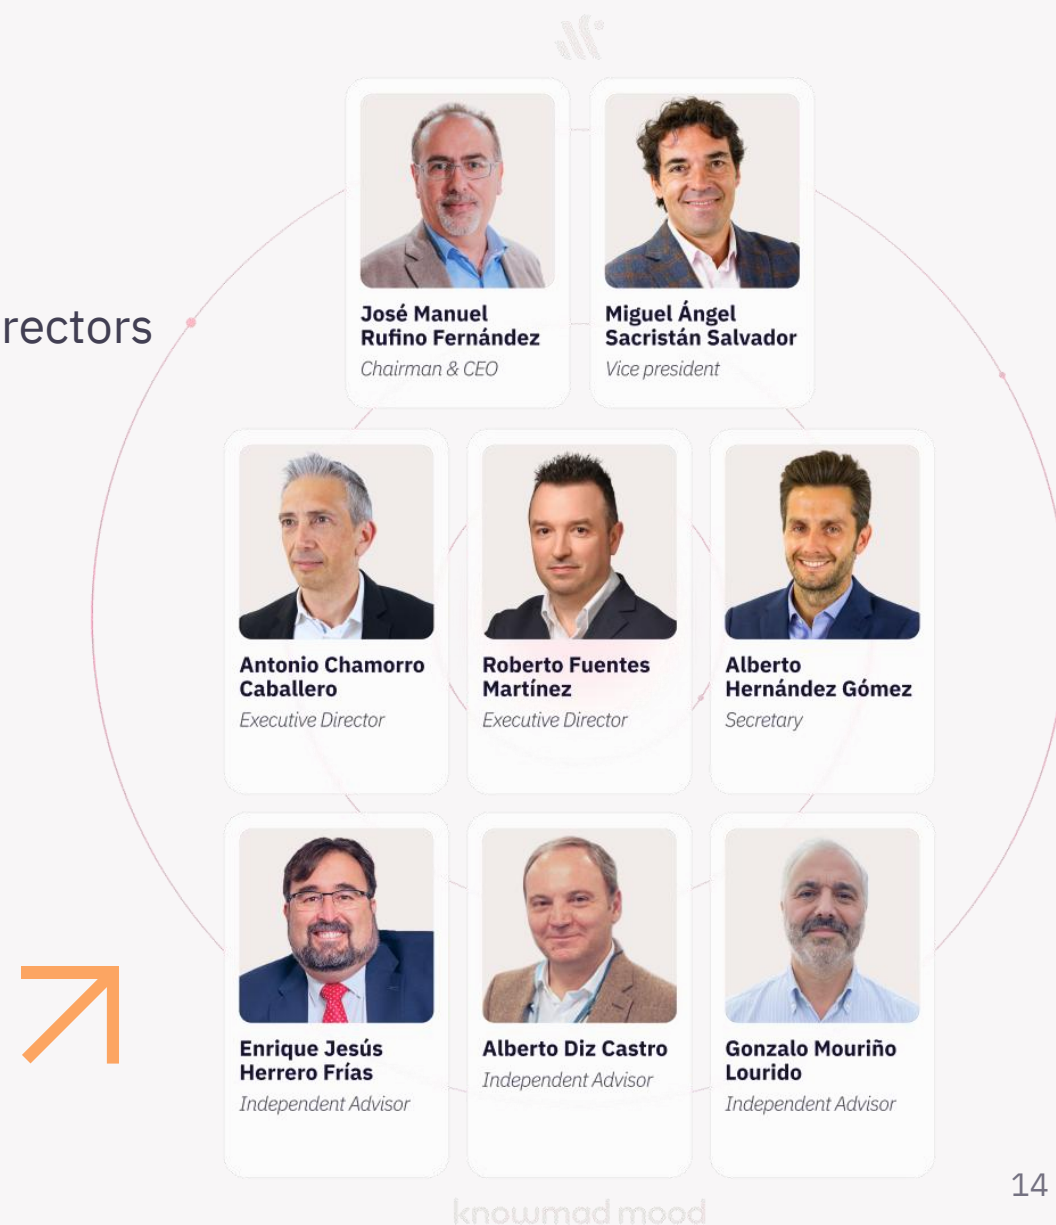 rectors
José Manuel
Rufino Fernández
Chairman & CEO
Miguel Ángel
Sacristán Salvador
Vice president
Antonio Chamorro
Caballero
Executive Director
Roberto Fuentes
Martínez
Executive Director
Alberto
Hernández Gómez
Secretary
Enrique Jesús
Herrero Frías
Independent Advisor
Alberto Diz Castro
Independent Advisor
Gonzalo Mouriño
Lourido
Independent Advisor
14
knowmad mood